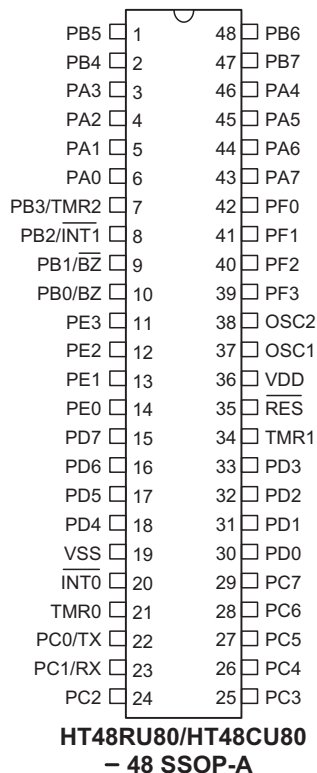 PB5 1 48 PB6
PB4 2 47 PB7
PA3 3 46 PA4
PA2 4 45 PA5
PA1 5 44 PA6
PA0 6 43 PA7
PB3/TMR2 7 42 PF0
PB2/INT1 8 41 PF1
PB1/BZ 9 40 PF2
PB0/BZ 10 39 PF3
PE3 11 38 OSC2
PE2 12 37 OSC1
PE1 13 36 VDD
PE0 14 35 RES
PD7 15 34 TMR1
PD6 16 33 PD3
PD5 17 32 PD2
PD4 18 31 PD1
VSS 19 30 PD0
INT0 20 29 PC7
TMR0 21 28 PC6
PC0/TX 22 27 PC5
PC1/RX 23 26 PC4
PC2 24 25 PC3
HT48RU80/HT48CU80
– 48 SSOP-A